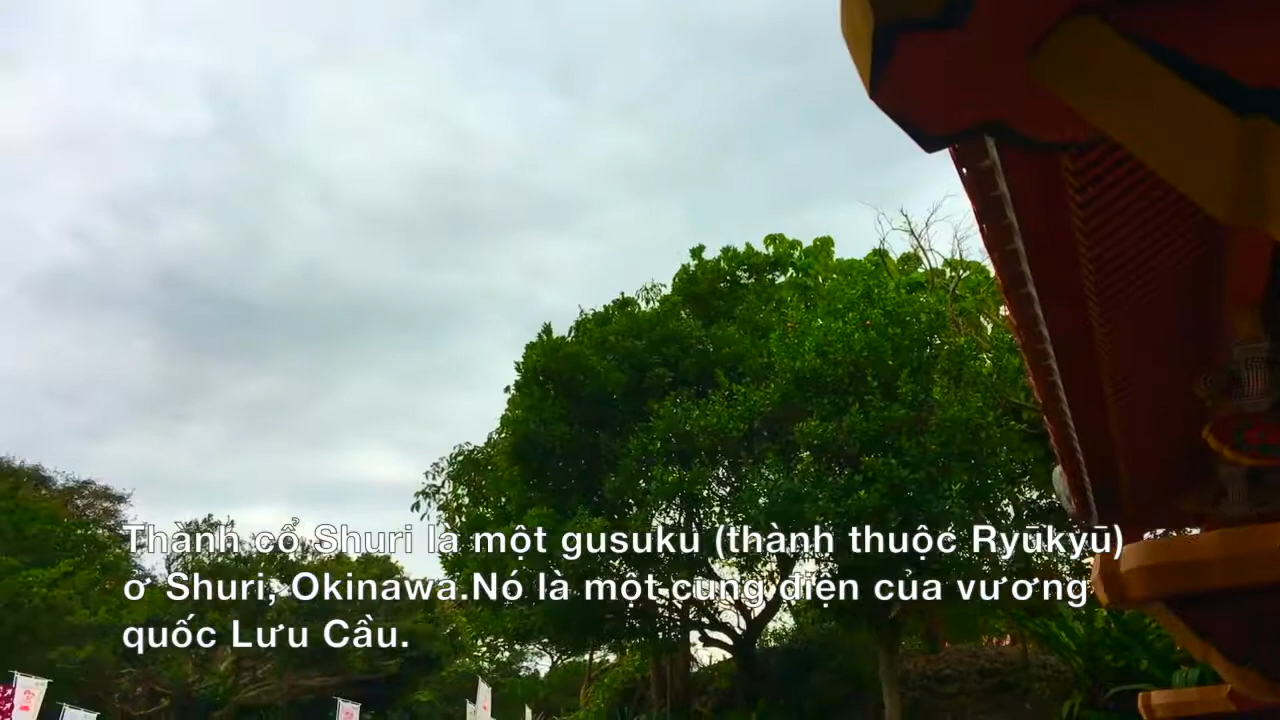 Thành cổ Shuri là một gusuku (thành thuộc Ryūkyū)
ở Shuri, Okinawa.Nó là một cung điện của vương
quốc Lưu Cầu.